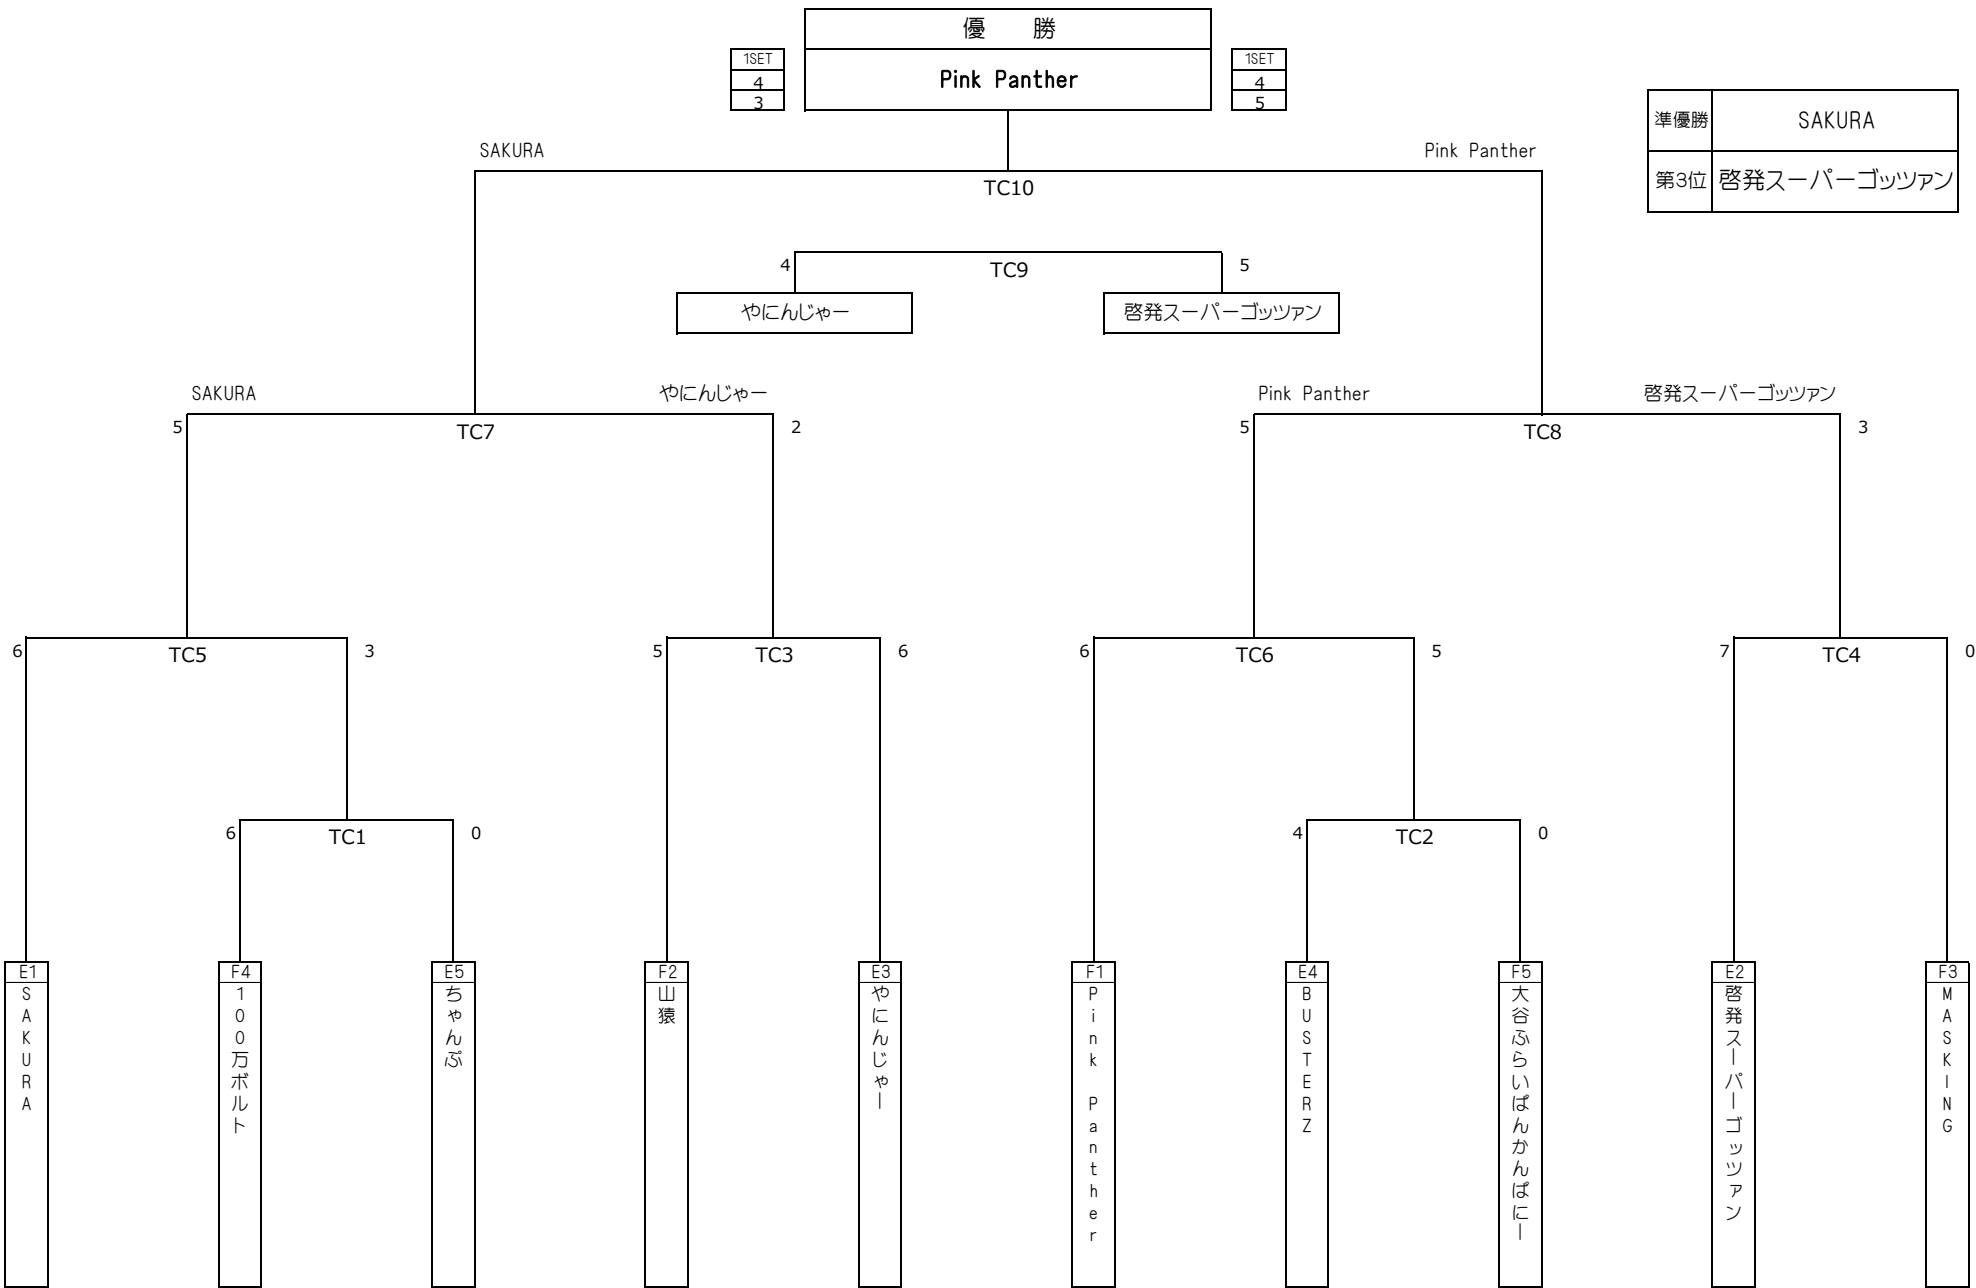 優　勝
1SET
4
3
Pink Panther
1SET
4
5
準優勝 SAKURA
第3位 啓発スーパーゴッツァン
SAKURA
Pink Panther
TC10
4
TC9
5
やにんじゃー
啓発スーパーゴッツァン
SAKURA
やにんじゃー
Pink Panther
啓発スーパーゴッツァン
5
TC7
2
5
TC8
3
6
TC5
3
5
TC3
6
6
TC6
5
7
TC4
0
6
TC1
0
4
TC2
0
E1
SAKURA
F4
100万ボルト
E5
ちゃんぷ
F2
山猿
E3
やにんじゃー
F1
Pink Panther
E4
BUSTERZ
F5
大谷ふらいぱんかんぱにー
E2
啓発スーパーゴッツァン
F3
MASKING